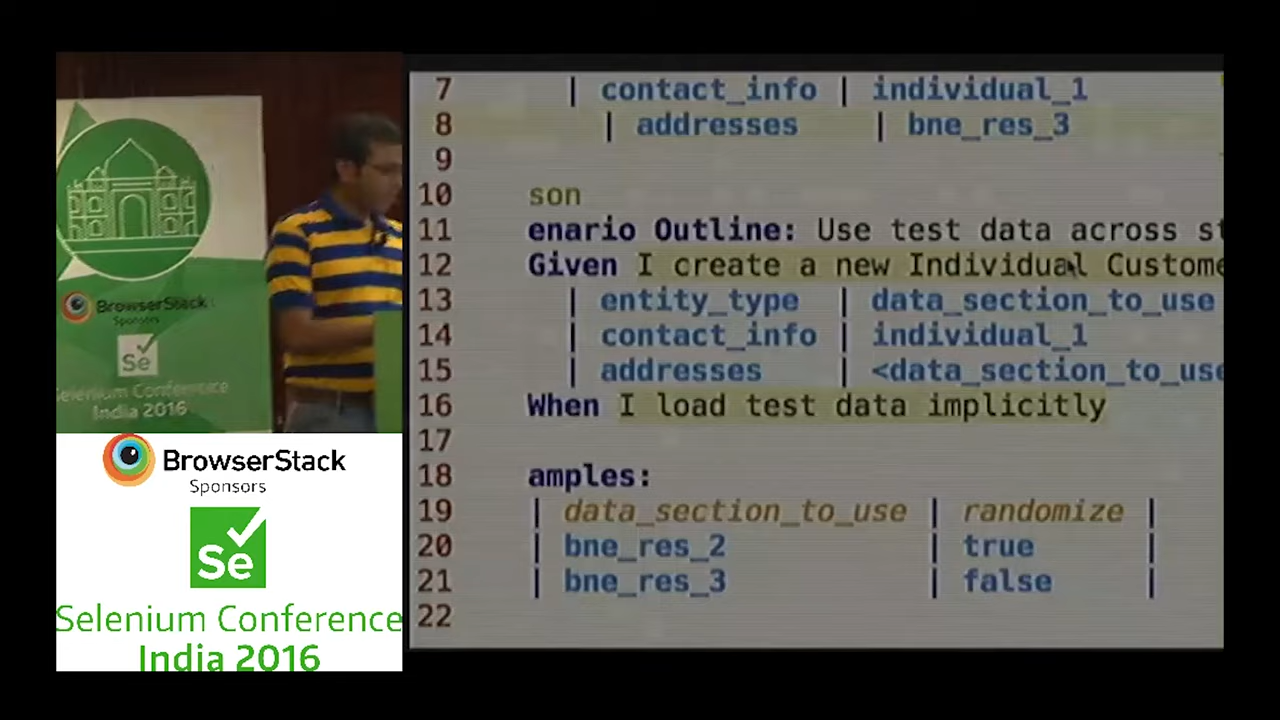 BrowserStack
Sponsors
Se
Selenium Conference
India 2016
BrowserStack
Sponsors
Se
Selenium Conference
India 2016
7 | contact_info | individual_1
8 | addresses | bne_res_3
9
10 son
11 enario Outline: Use test data across st
12 Given I create a new Individual Custome
13 | entity_type | data_section_to_use
14 | contact_info | individual_1
15 | addresses | <data_section_to_use
16 When I load test data implicitly
17
18 amples:
19 | data_section_to_use | randomize |
20 | bne_res_2 | true |
21 | bne_res_3 | false |
22